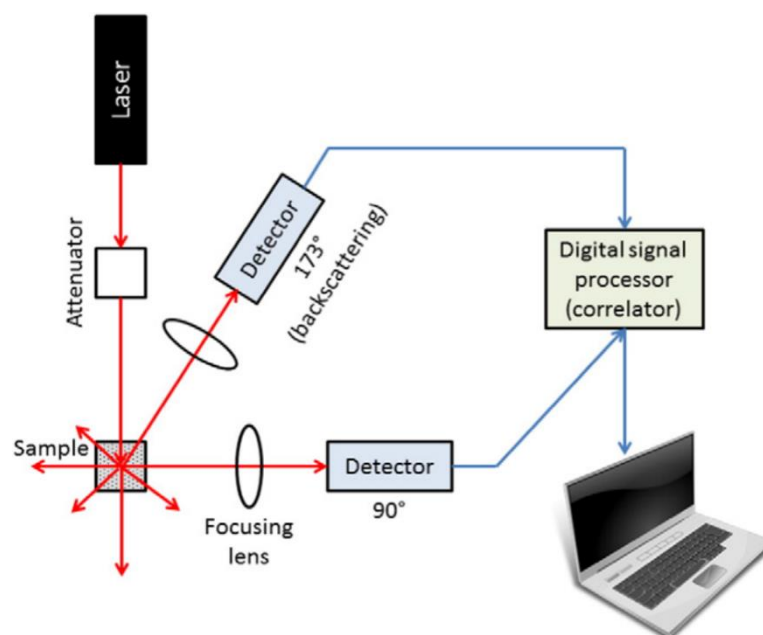 Laser
Attenuator
Detector
173°
(backscattering)
Digital signal
processor
(correlator)
Sample
Detector
90°
Focusing
lens